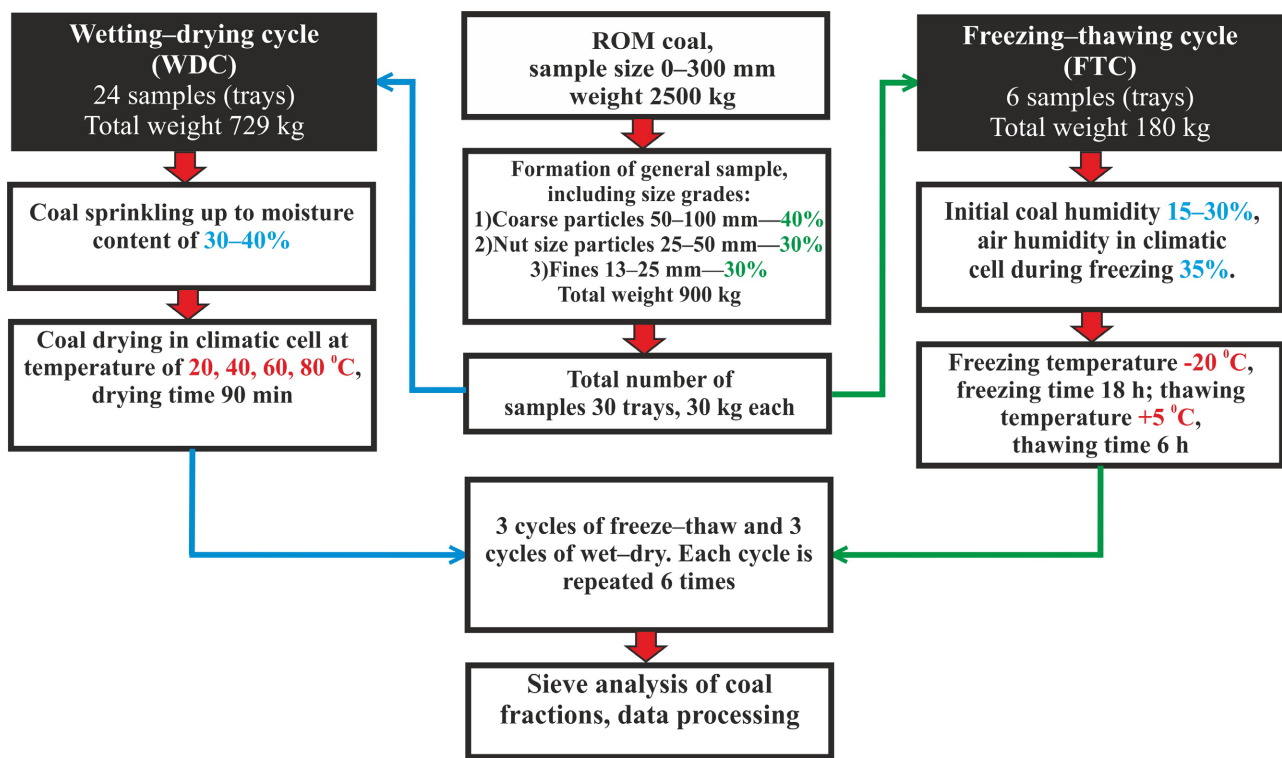 Wetting–drying cycle
(WDC)
24 samples (trays)
Total weight 729 kg
Coal sprinkling up to moisture
content of 30–40%
Coal drying in climatic cell at
temperature of 20, 40, 60, 80 ⁰C,
drying time 90 min
ROM coal,
sample size 0–300 mm
weight 2500 kg
Formation of general sample,
including size grades:
1)Coarse particles 50–100 mm—40%
2)Nut size particles 25–50 mm—30%
3)Fines 13–25 mm—30%
Total weight 900 kg
Total number of
samples 30 trays, 30 kg each
Freezing–thawing cycle
(FTC)
6 samples (trays)
Total weight 180 kg
Initial coal humidity 15–30%,
air humidity in climatic
cell during freezing 35%.
Freezing temperature -20 ⁰C,
freezing time 18 h; thawing
temperature +5 ⁰C,
thawing time 6 h
3 cycles of freeze–thaw and 3
cycles of wet–dry. Each cycle is
repeated 6 times
Sieve analysis of coal
fractions, data processing